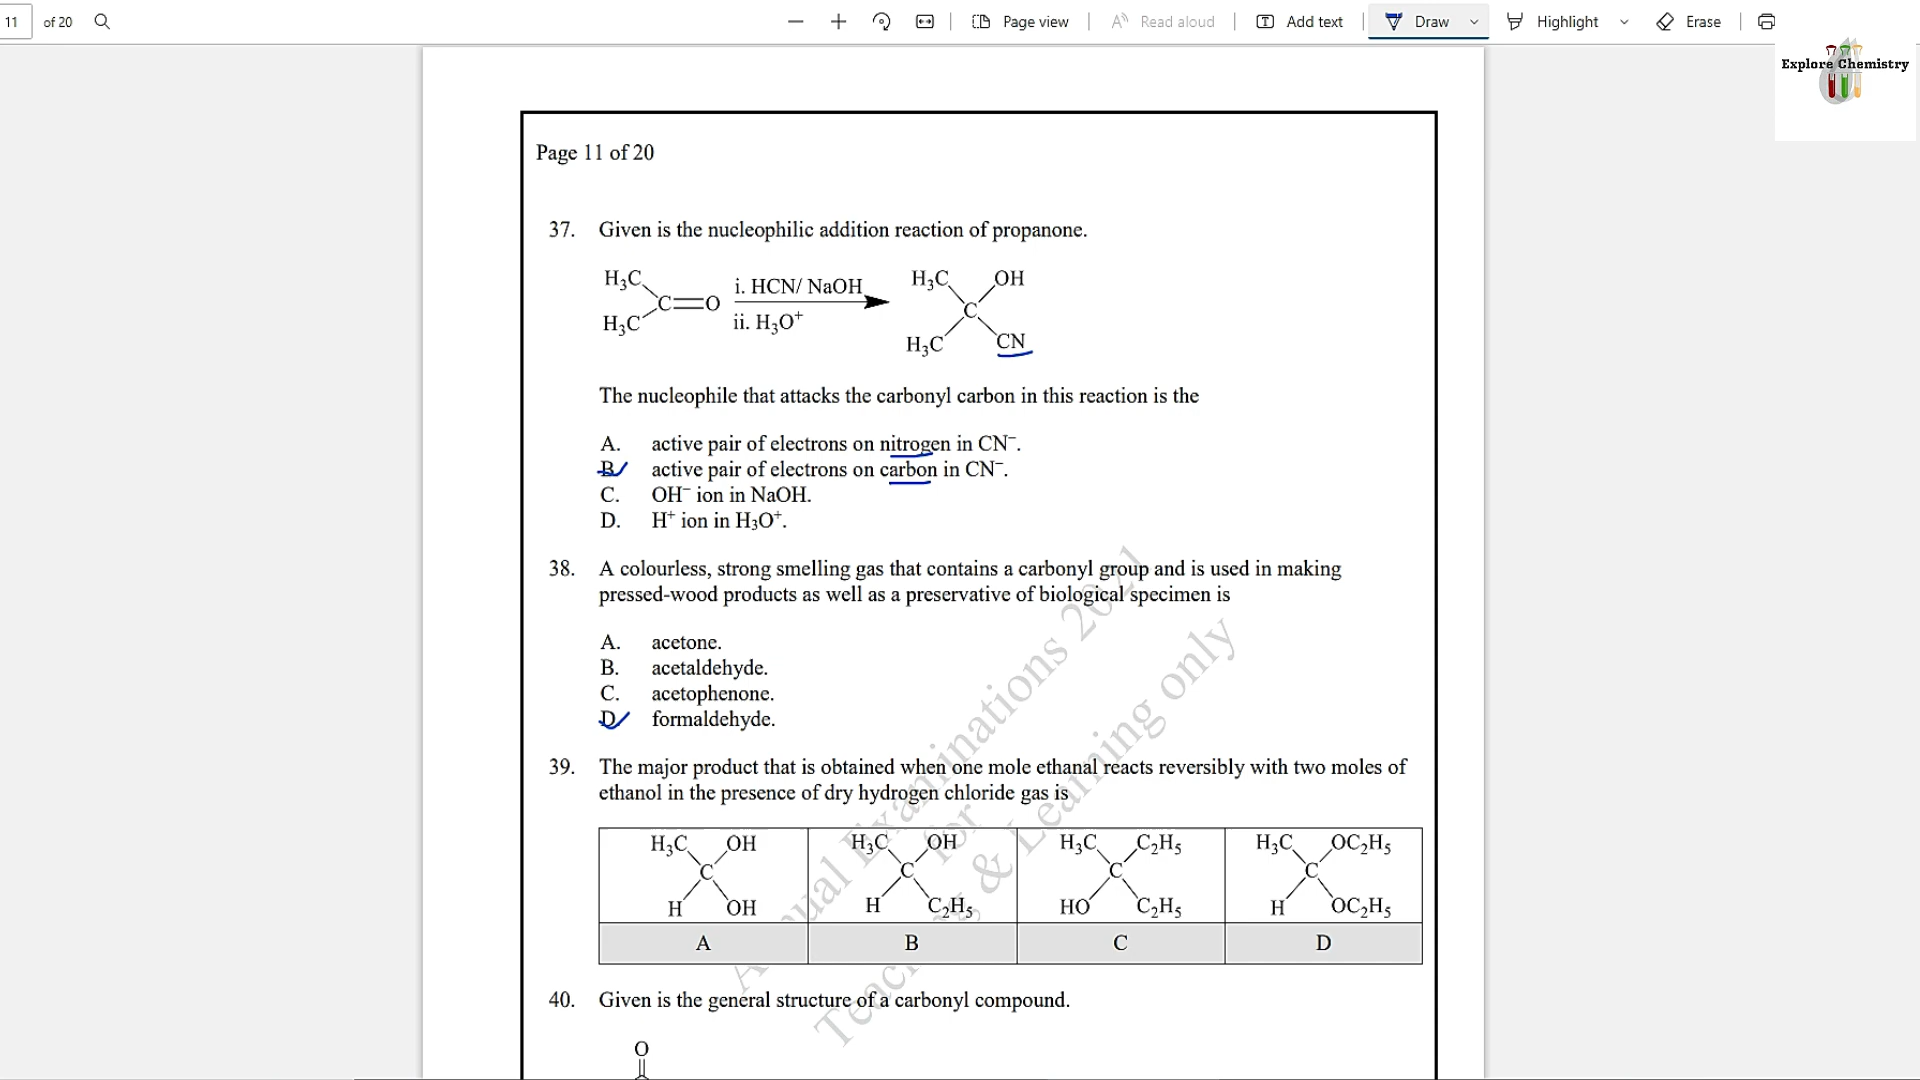 11 of 20 Page view Read aloud Add text Draw Highlight Erase
Explore Chemistry
Page 11 of 20
37. Given is the nucleophilic addition reaction of propanone.
H₃C H₃C C O i. HCN/ NaOH ii. H₃O⁺ H₃C OH C H₃C CN
The nucleophile that attacks the carbonyl carbon in this reaction is the
A. active pair of electrons on nitrogen in CN⁻.
B. active pair of electrons on carbon in CN⁻.
C. OH⁻ ion in NaOH.
D. H⁺ ion in H₃O⁺.
38. A colourless, strong smelling gas that contains a carbonyl group and is used in making
pressed-wood products as well as a preservative of biological specimen is
A. acetone.
B. acetaldehyde.
C. acetophenone.
D. formaldehyde.
39. The major product that is obtained when one mole ethanal reacts reversibly with two moles of
ethanol in the presence of dry hydrogen chloride gas is
H₃C OH H₃C OH H₃C C₂H₅ H₃C OC₂H₅
C C C C
H OH H C₂H₅ HO C₂H₅ H OC₂H₅
A B C D
40. Given is the general structure of a carbonyl compound.
O
Annual Examinations 2021
for
Teaching & Learning only